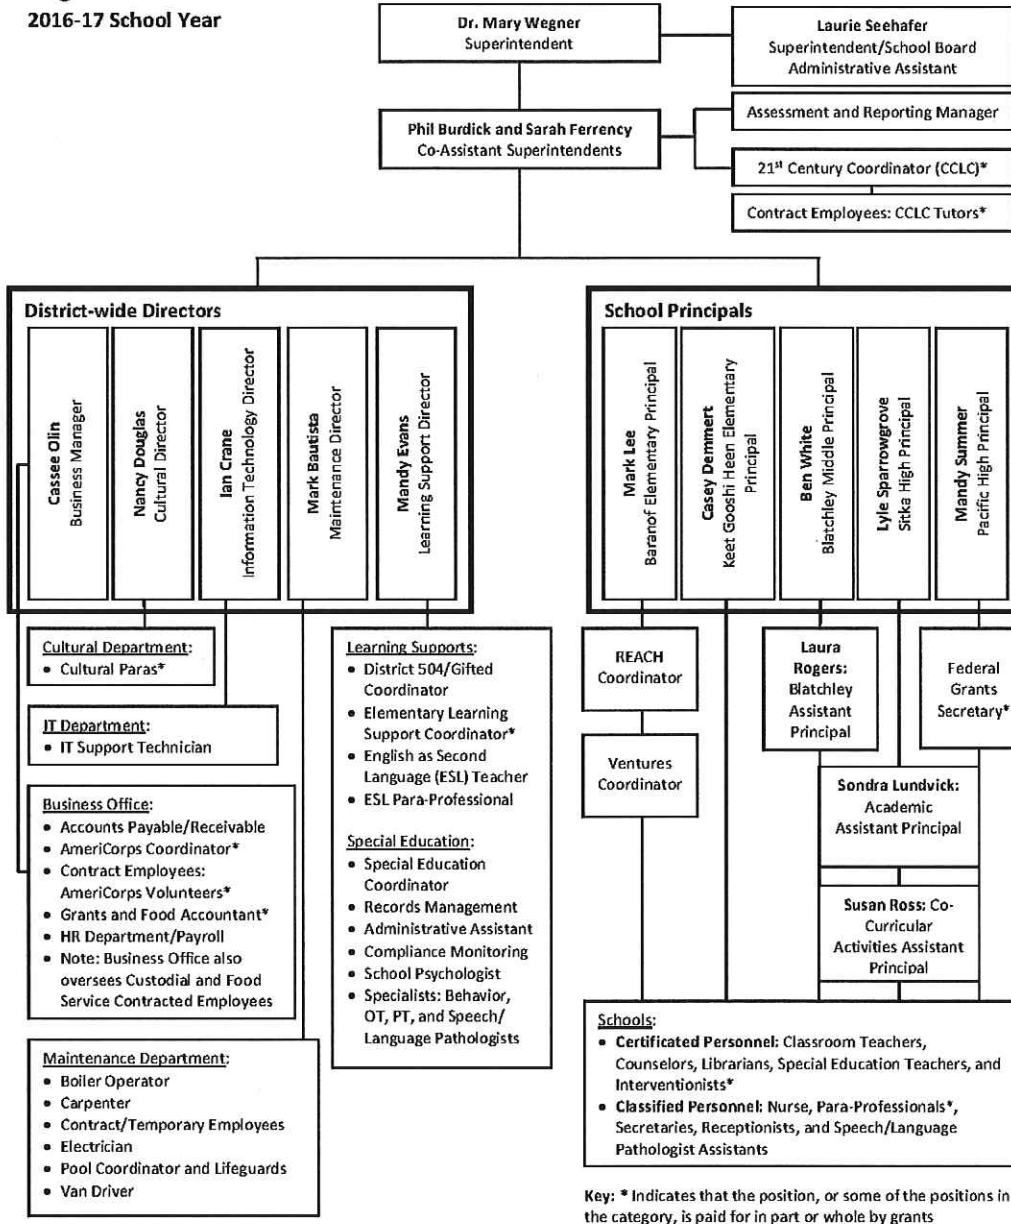 2016-17 School Year
Dr. Mary Wegner
Superintendent
Laurie Seehafer
Superintendent/School Board
Administrative Assistant
Phil Burdick and Sarah Ferrency
Co-Assistant Superintendents
Assessment and Reporting Manager
21st Century Coordinator (CCLC)*
Contract Employees: CCLC Tutors*
District-wide Directors
Cassee Olin
Business Manager
Nancy Douglas
Cultural Director
Ian Crane
Information Technology Director
Mark Bautista
Maintenance Director
Mandy Evans
Learning Support Director
School Principals
Mark Lee
Baranof Elementary Principal
Casey Demmert
Keet Gooshi Heen Elementary
Principal
Ben White
Blatchley Middle Principal
Lyle Sparrowgrove
Sitka High Principal
Mandy Summer
Pacific High Principal
Cultural Department:
• Cultural Paras*
IT Department:
• IT Support Technician
Business Office:
• Accounts Payable/Receivable
• AmeriCorps Coordinator*
• Contract Employees:
AmeriCorps Volunteers*
• Grants and Food Accountant*
• HR Department/Payroll
• Note: Business Office also
oversees Custodial and Food
Service Contracted Employees
Maintenance Department:
• Boiler Operator
• Carpenter
• Contract/Temporary Employees
• Electrician
• Pool Coordinator and Lifeguards
• Van Driver
Learning Supports:
• District 504/Gifted
Coordinator
• Elementary Learning
Support Coordinator*
• English as Second
Language (ESL) Teacher
• ESL Para-Professional
Special Education:
• Special Education
Coordinator
• Records Management
• Administrative Assistant
• Compliance Monitoring
• School Psychologist
• Specialists: Behavior,
OT, PT, and Speech/
Language Pathologists
REACH
Coordinator
Ventures
Coordinator
Laura
Rogers:
Blatchley
Assistant
Principal
Federal
Grants
Secretary*
Sondra Lundvick:
Academic
Assistant Principal
Susan Ross: Co-
Curricular
Activities Assistant
Principal
Schools:
• Certificated Personnel: Classroom Teachers,
Counselors, Librarians, Special Education Teachers, and
Interventionists*
• Classified Personnel: Nurse, Para-Professionals*,
Secretaries, Receptionists, and Speech/Language
Pathologist Assistants
Key: * Indicates that the position, or some of the positions in
the category, is paid for in part or whole by grants